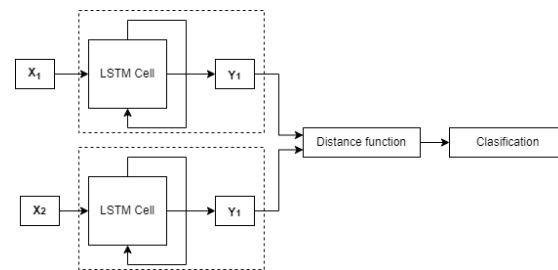 X₁
LSTM Cell
Y₁
Distance function
Clasification
X₂
LSTM Cell
Y₁